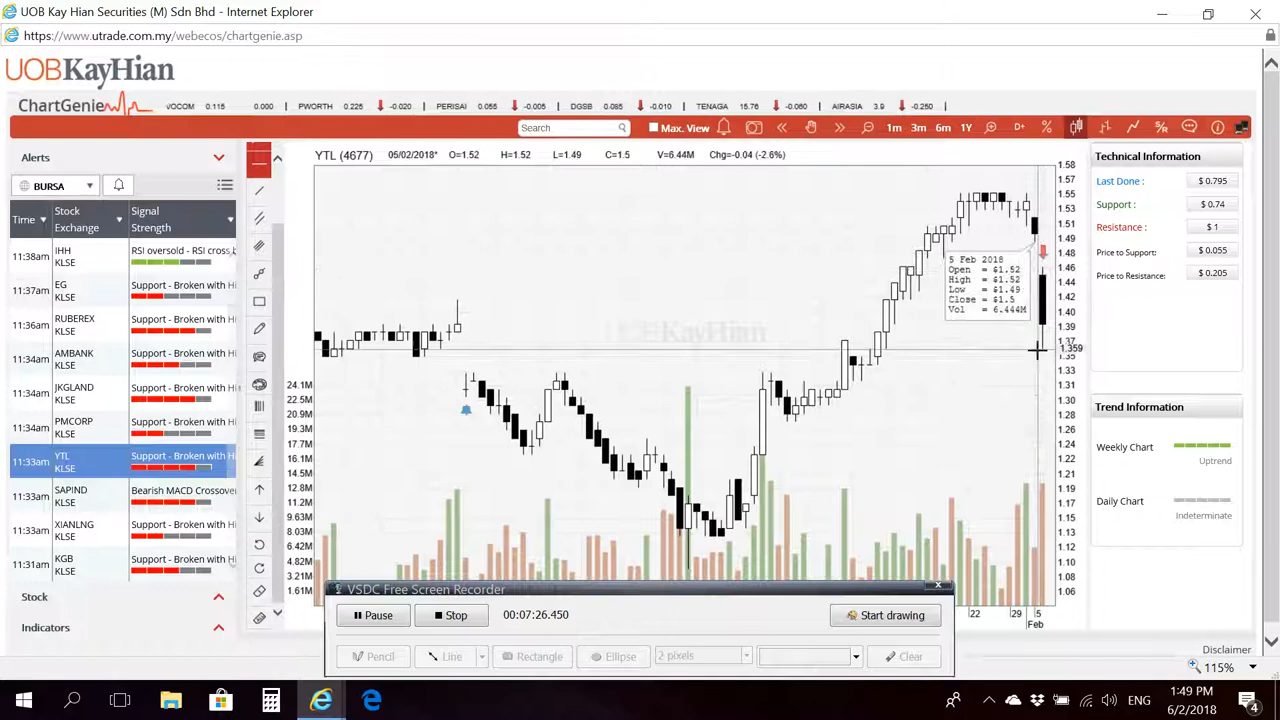 UOB Kay Hian Securities (M) Sdn Bhd - Internet Explorer
https://www.utrade.com.my/webecos/chartgenie.asp
UOBKayHian
ChartGenie
VOCOM 0.115 0.000 PWORTH 0.225 -0.020 PERISAI 0.055 -0.005 DGSB 0.085 -0.010 TENAGA 15.76 -0.060 AIRASIA 3.9 -0.250
Search Max. View 1m 3m 6m 1Y D+ % S/R
Alerts
BURSA
Time Stock Exchange Signal Strength
11:38am IHH KLSE RSI oversold - RSI cross
11:37am EG KLSE Support - Broken with Hi
11:36am RUBEREX KLSE Support - Broken with Hi
11:34am AMBANK KLSE Support - Broken with Hi
11:34am JKGLAND KLSE Support - Broken with Hi
11:34am PMCORP KLSE Support - Broken with Hi
11:33am YTL KLSE Support - Broken with Hi
11:33am SAPIND KLSE Bearish MACD Crossove
11:33am XIANLNG KLSE Support - Broken with Hi
11:31am KGB KLSE Support - Broken with Hi
Stock
Indicators
YTL (4677) 05/02/2018* O=1.52 H=1.52 L=1.49 C=1.5 V=6.44M Chg=-0.04 (-2.6%)
5 Feb 2018
Open = $1.52
High = $1.52
Low = $1.49
Close = $1.5
Vol = 6.444M
KayHian
24.1M
22.5M
20.9M
19.3M
17.7M
16.1M
14.5M
12.8M
11.2M
9.63M
8.02M
6.42M
4.81M
3.21M
1.61M
1.58
1.57
1.55
1.53
1.51
1.49
1.48
1.46
1.44
1.42
1.40
1.39
1.37
1.359
1.35
1.33
1.31
1.30
1.28
1.26
1.24
1.22
1.21
1.19
1.17
1.15
1.13
1.12
1.10
1.08
1.06
22 29 5
Feb
Technical Information
Last Done : $ 0.795
Support : $ 0.74
Resistance : $ 1
Price to Support: $ 0.055
Price to Resistance: $ 0.205
Trend Information
Weekly Chart
Uptrend
Daily Chart
Indeterminate
VSDC Free Screen Recorder
Pause Stop 00:07:26.450 Start drawing
Pencil Line Rectangle Ellipse 2 pixels Clear
Disclaimer
115%
ENG
1:49 PM
6/2/2018
4